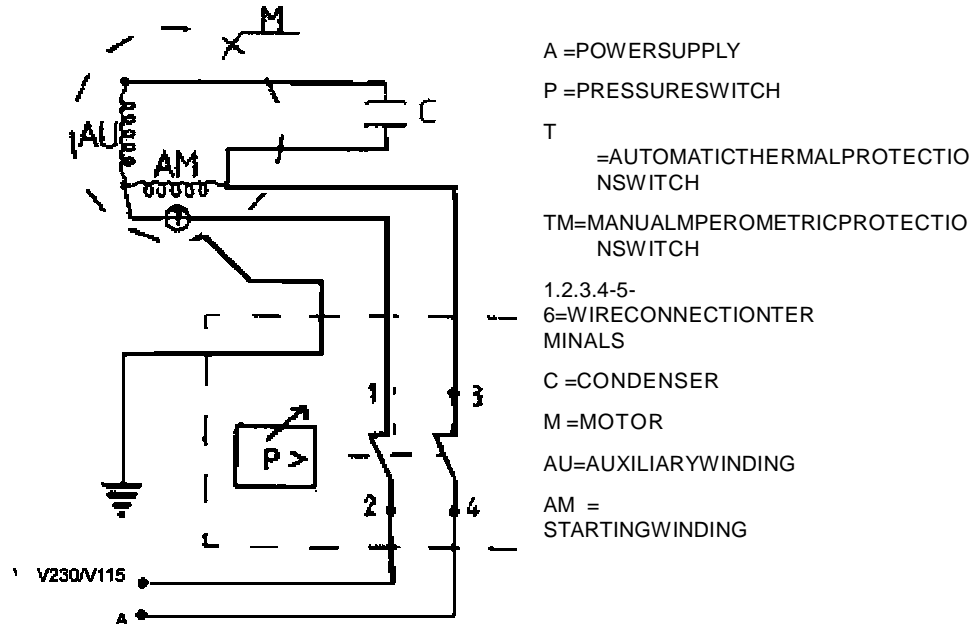 M
A =POWERSUPPLY
P =PRESSURESWITCH
C
T
AU
=AUTOMATICTHERMALPROTECTIO
NSWITCH
AM
T
TM=MANUALMPEROMETRICPROTECTIO
NSWITCH
1.2.3.4-5-
6=WIRECONNECTIONTER
MINALS
C =CONDENSER
1
3
M =MOTOR
P >
AU=AUXILIARYWINDING
2
4
AM =
STARTINGWINDING
V230/V115
A